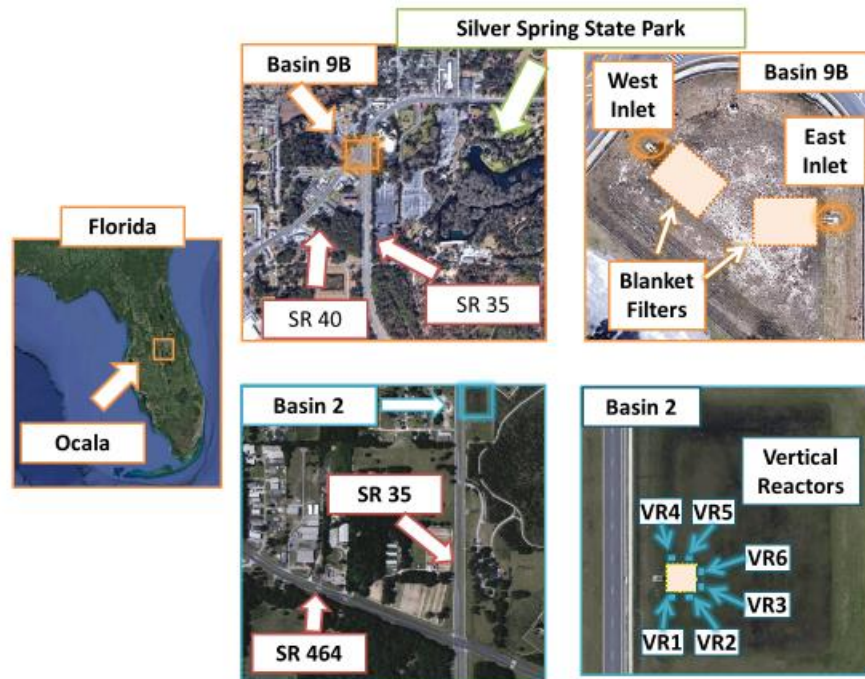 Silver Spring State Park
Basin 9B
SR 40
SR 35
Basin 9B
West
Inlet
East
Inlet
Blanket
Filters
Florida
Ocala
Basin 2
SR 35
SR 464
Basin 2
Vertical
Reactors
VR4
VR5
VR6
VR3
VR1
VR2